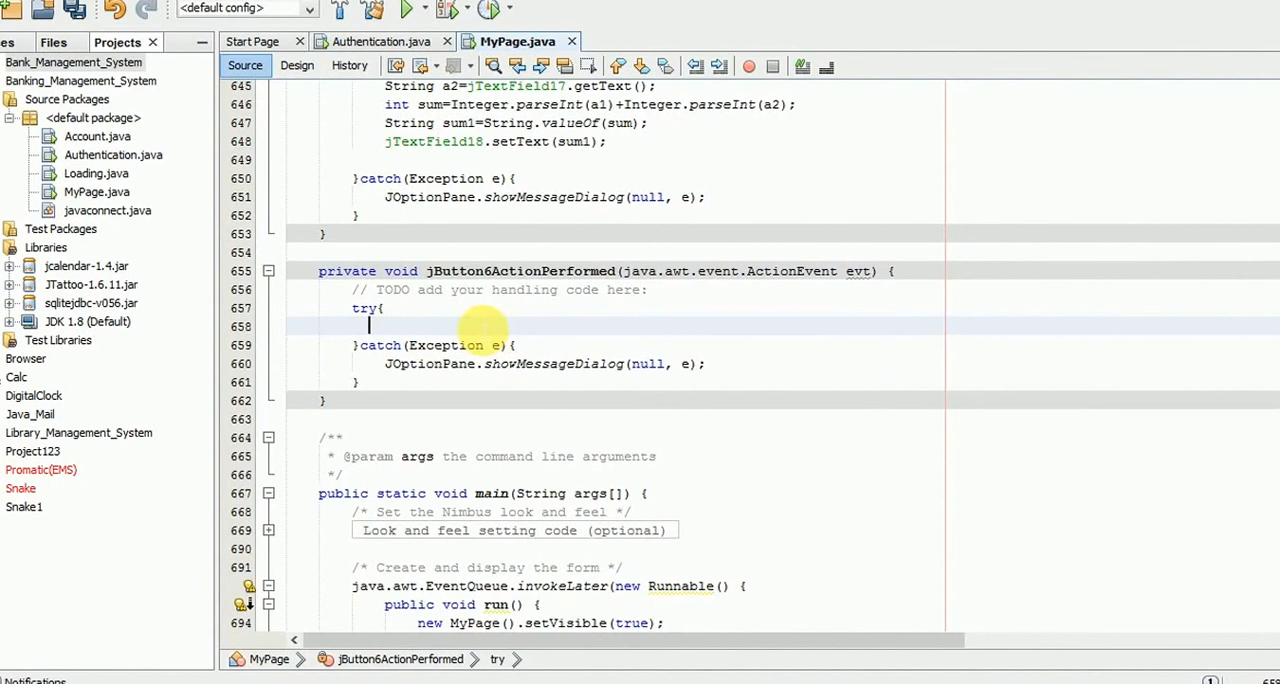 <default config>
es Files Projects
Start Page Authentication.java MyPage.java
Source Design History
Bank_Management_System
Banking_Management_System
Source Packages
<default package>
Account.java
Authentication.java
Loading.java
MyPage.java
javaconnect.java
Test Packages
Libraries
jcalendar-1.4.jar
JTattoo-1.6.11.jar
sqlitejdbc-v056.jar
JDK 1.8 (Default)
Test Libraries
Browser
Calc
DigitalClock
Java_Mail
Library_Management_System
Project123
Promatic(EMS)
Snake
Snake1
645 String a2=jTextField17.getText();
646 int sum=Integer.parseInt(a1)+Integer.parseInt(a2);
647 String sum1=String.valueOf(sum);
648 jTextField18.setText(sum1);
649
650 }catch(Exception e){
651 JOptionPane.showMessageDialog(null, e);
652 }
653 }
654
655 private void jButton6ActionPerformed(java.awt.event.ActionEvent evt) {
656 // TODO add your handling code here:
657 try{
658
659 }catch(Exception e){
660 JOptionPane.showMessageDialog(null, e);
661 }
662 }
663
664 /**
665 * @param args the command line arguments
666 */
667 public static void main(String args[]) {
668 /* Set the Nimbus look and feel */
669 Look and feel setting code (optional)
690
691 /* Create and display the form */
java.awt.EventQueue.invokeLater(new Runnable() {
public void run() {
694 new MyPage().setVisible(true);
MyPage jButton6ActionPerformed try
Notifications
1